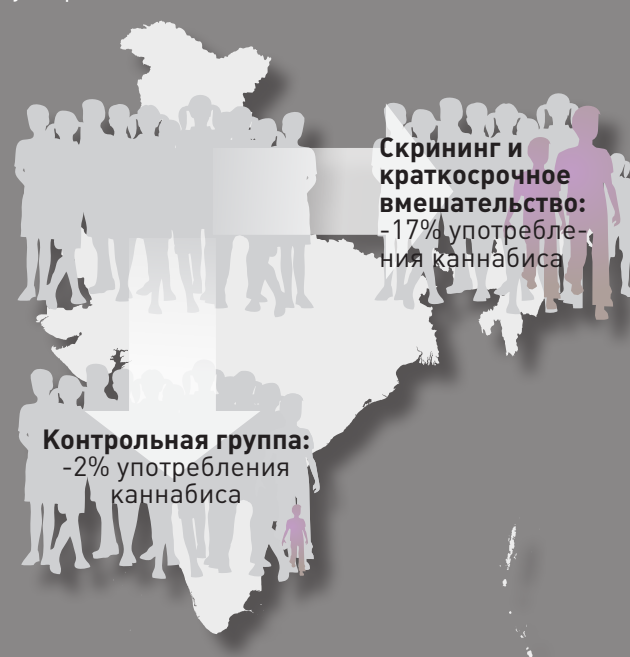 Скрининг и
краткосрочное
вмешательство:
-17% употребле-
ния каннабиса
Контрольная группа:
-2% употребления
каннабиса